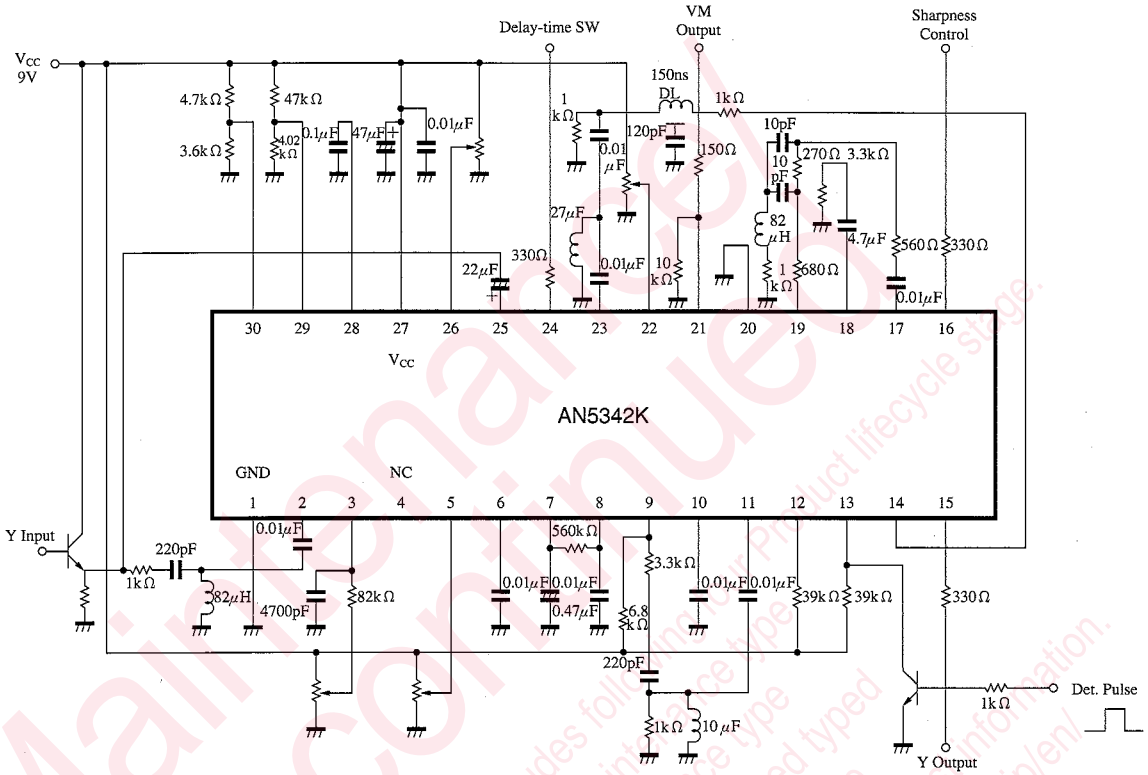 Delay-time SW
VM
Output
Sharpness
Control
VCC
9V
4.7kΩ
47kΩ
3.6kΩ
4.02
kΩ
0.1µF
47µF
+
0.01µF
1
kΩ
150ns
DL
1kΩ
120pF
0.01
µF
150Ω
10pF
10
pF
270Ω
3.3kΩ
27µF
82
µH
4.7µF
560Ω
330Ω
22µF
+
330Ω
0.01µF
10
kΩ
1
kΩ
680Ω
0.01µF
30 29 28 27 26 25 24 23 22 21 20 19 18 17 16
VCC
AN5342K
GND
NC
1 2 3 4 5 6 7 8 9 10 11 12 13 14 15
Y Input
0.01µF
220pF
1kΩ
82µH
4700pF
82kΩ
560kΩ
0.01µF
0.01µF
0.47µF
3.3kΩ
6.8
kΩ
0.01µF
0.01µF
39kΩ
39kΩ
330Ω
220pF
1kΩ
10µF
1kΩ
Det. Pulse
Y Output
Maintenance/
continued
Product lifecycle stage.